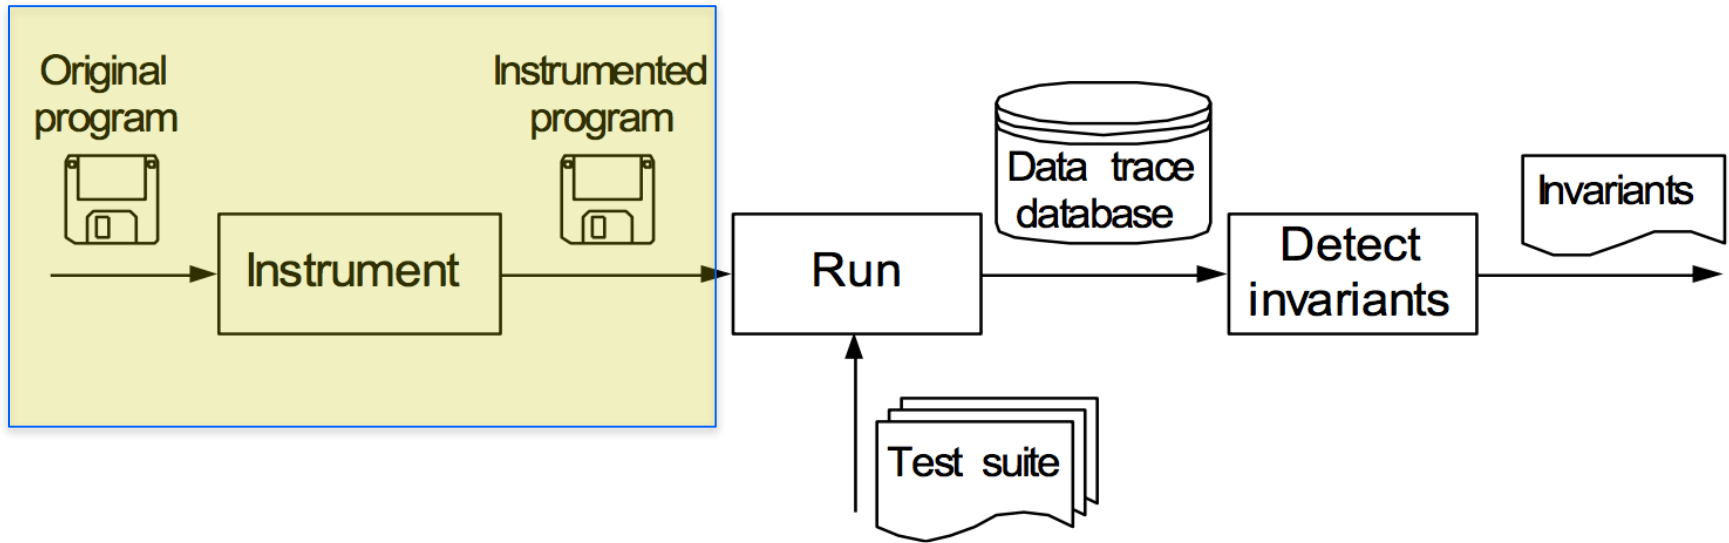 Original
program
Instrumented
program
Instrument
Run
Data trace
database
Detect
invariants
Invariants
Test suite